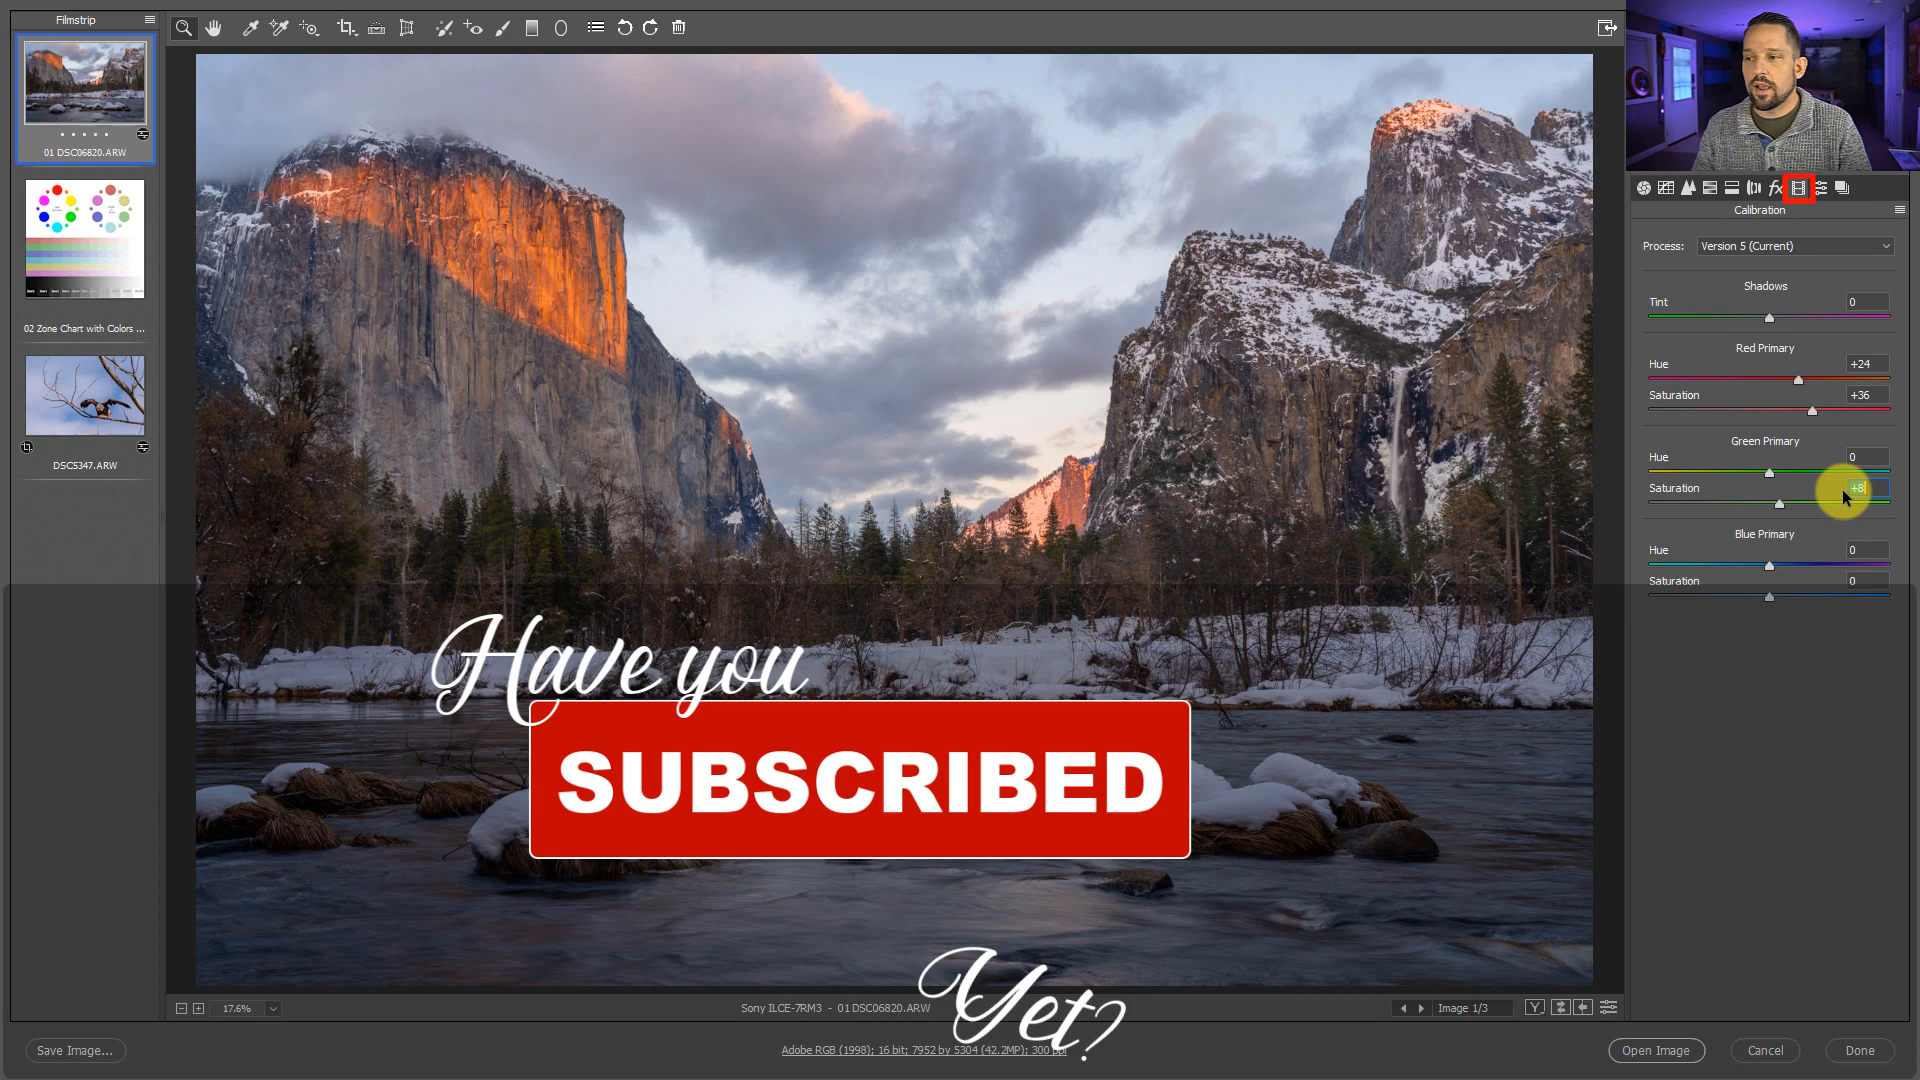 Filmstrip
01 DSC06820.ARW
02 Zone Chart with Colors ...
DSC5347.ARW
Calibration
Process: Version 5 (Current)
Shadows
Tint 0
Red Primary
Hue +24
Saturation +36
Green Primary
Hue 0
Saturation +8
Blue Primary
Hue 0
Saturation 0
Have you
SUBSCRIBED
Yet?
17.6%
Sony ILCE-7RM3 - 01 DSC06820.ARW
Image 1/3
Y
Save Image...
Adobe RGB (1998); 16 bit; 7952 by 5304 (42.2MP); 300 ppi
Open Image
Cancel
Done